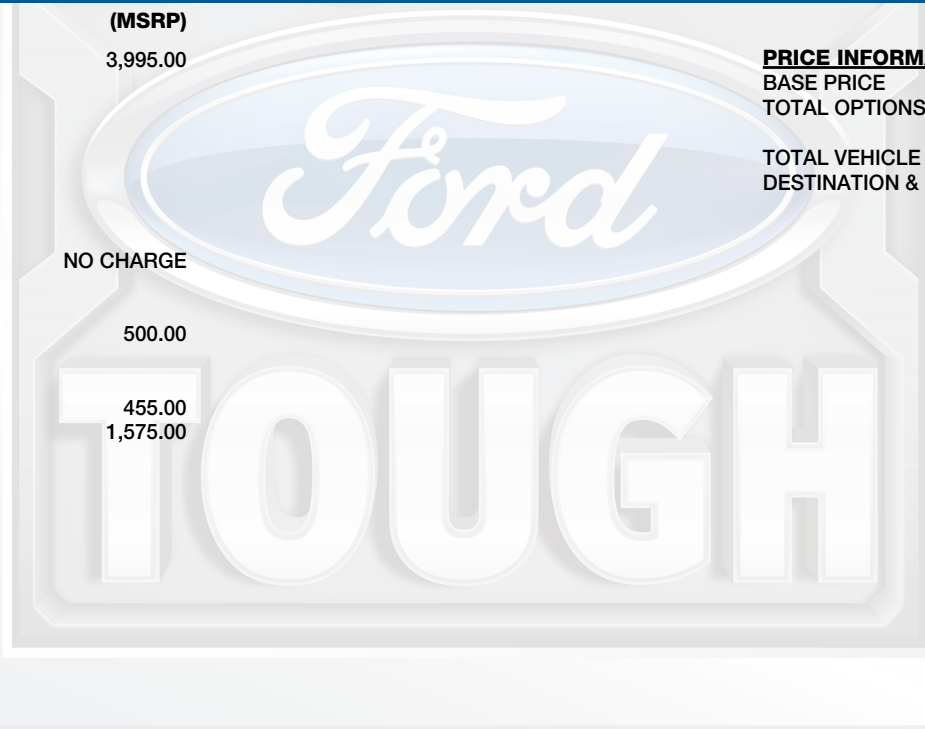 (MSRP)
3,995.00
NO CHARGE
500.00
455.00
1,575.00
PRICE INFORMA
BASE PRICE
TOTAL OPTIONS
TOTAL VEHICLE
DESTINATION &
Ford
TOUGH